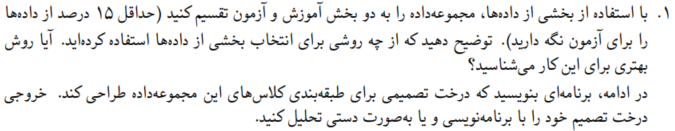 ۱. با استفاده از بخشی از داده‌ها، مجموعه‌داده را به دو بخش آموزش و آزمون تقسیم کنید (حداقل ۱۵ درصد از داده‌ها
را برای آزمون نگه دارید). توضیح دهید که از چه روشی برای انتخاب بخشی از داده‌ها استفاده کرده‌اید. آیا روش
بهتری برای این کار می‌شناسید؟
در ادامه، برنامه‌ای بنویسید که درخت تصمیمی برای طبقه‌بندی کلاس‌های این مجموعه‌داده طراحی کند. خروجی
درخت تصمیم خود را با برنامه‌نویسی و یا به‌صورت دستی تحلیل کنید.